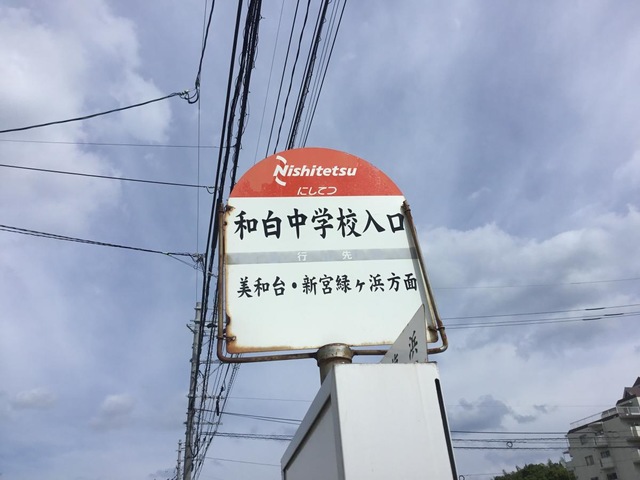 Nishitetsu
にしてつ
和白中学校入口
行先
美和台・新宮緑ヶ浜方面
浜